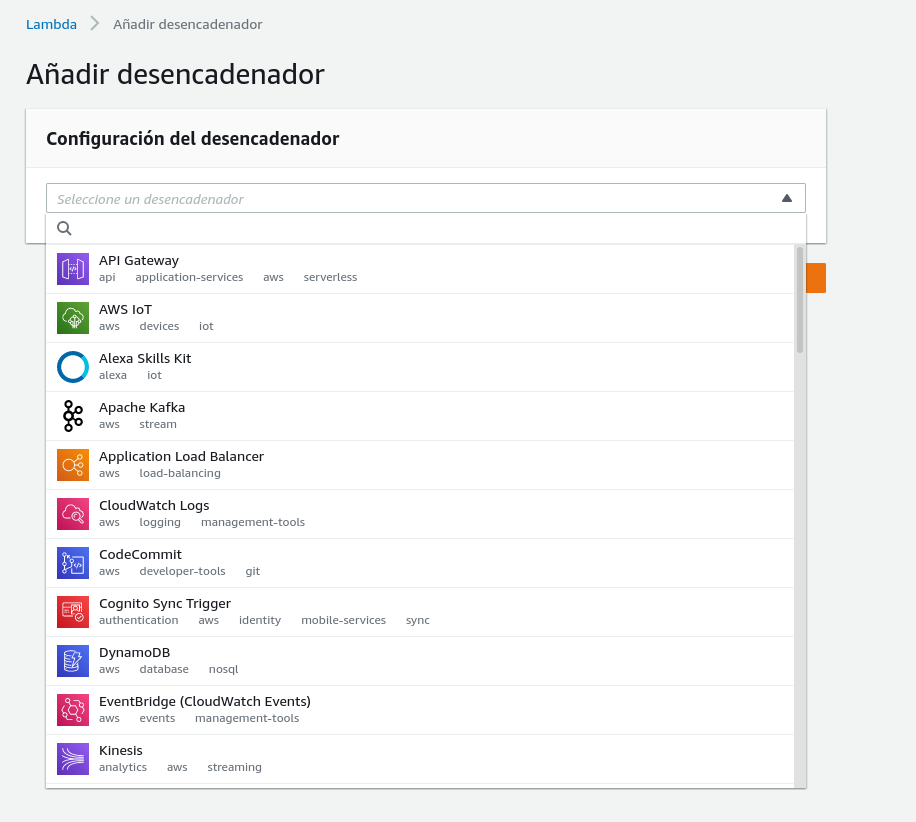 Lambda > Añadir desencadenador
Añadir desencadenador
Configuración del desencadenador
Seleccione un desencadenador
API Gateway
api application-services aws serverless
AWS IoT
aws devices iot
Alexa Skills Kit
alexa iot
Apache Kafka
aws stream
Application Load Balancer
aws load-balancing
CloudWatch Logs
aws logging management-tools
CodeCommit
aws developer-tools git
Cognito Sync Trigger
authentication aws identity mobile-services sync
DynamoDB
aws database nosql
EventBridge (CloudWatch Events)
aws events management-tools
Kinesis
analytics aws streaming